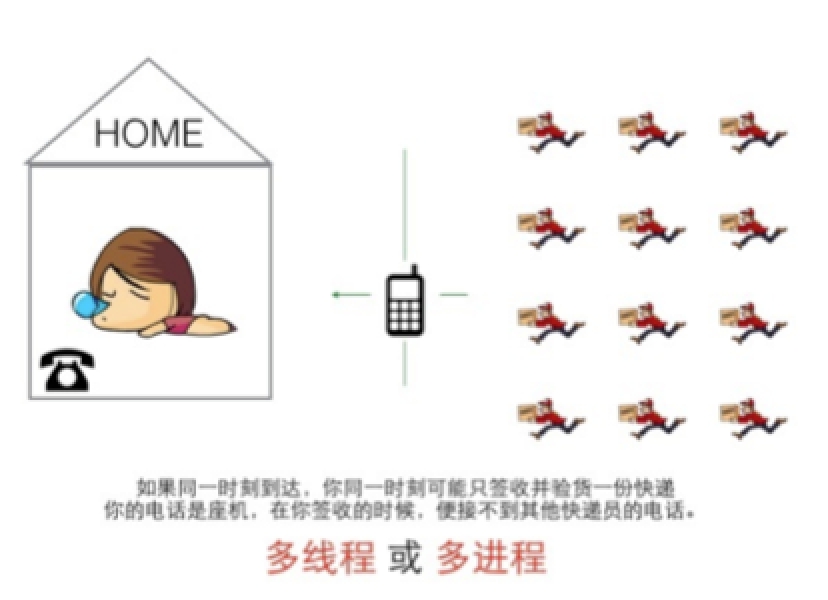 HOME
如果同一时刻到达，你同一时刻可能只签收并验货一份快递
你的电话是座机，在你签收的时候，便接不到其他快递员的电话。
多线程 或 多进程